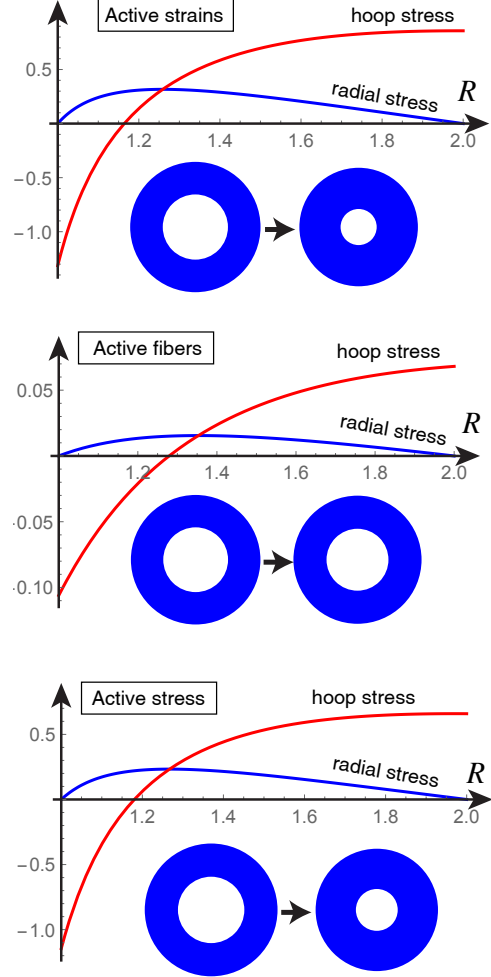 Active strains
hoop stress
0.5
radial stress
R
1.2
1.4
1.6
1.8
2.0
−0.5
−1.0
Active fibers
hoop stress
0.05
radial stress
R
1.2
1.4
1.6
1.8
2.0
0.05
0.10
Active stress
hoop stress
0.5
radial stress
R
1.2
1.4
1.6
1.8
2.0
−0.5
−1.0